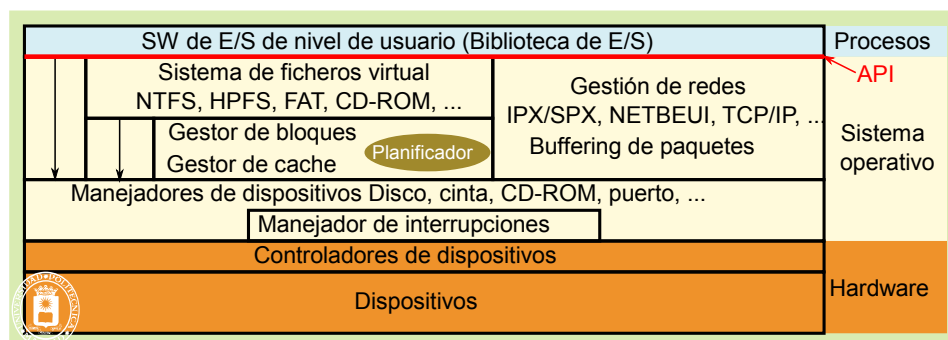 SW de E/S de nivel de usuario (Biblioteca de E/S)
Procesos
API
Sistema de ficheros virtual
NTFS, HPFS, FAT, CD-ROM, ...
Gestión de redes
IPX/SPX, NETBEUI, TCP/IP, ...
Buffering de paquetes
Gestor de bloques
Gestor de cache
Planificador
Sistema
operativo
Manejadores de dispositivos Disco, cinta, CD-ROM, puerto, ...
Manejador de interrupciones
Controladores de dispositivos
Dispositivos
Hardware